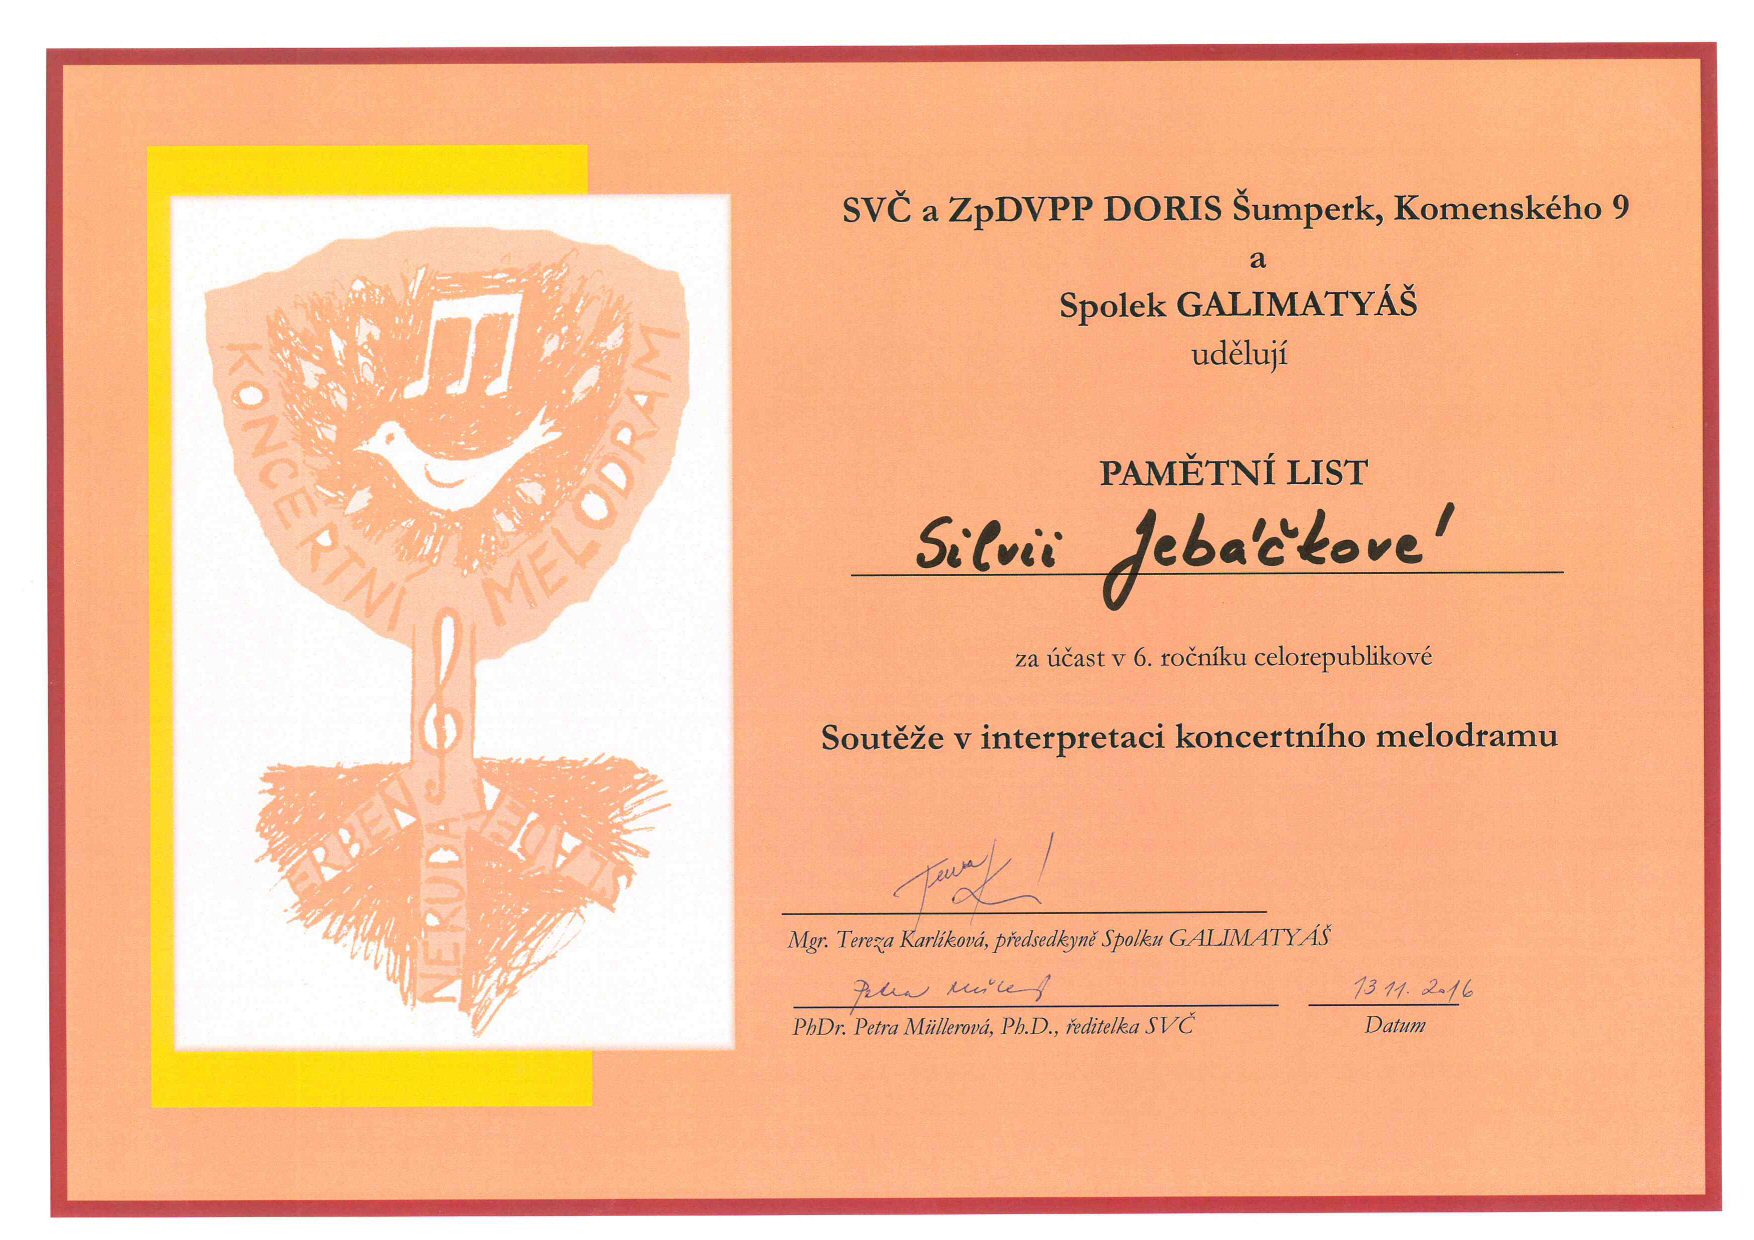 KONCERTNÍ MELODRAM
ERBEN
NERUDA
SVČ a ZpDVPP DORIS Šumperk, Komenského 9
a
Spolek GALIMATYÁŠ
udělují
PAMĚTNÍ LIST
Silvii Jebáčkové
za účast v 6. ročníku celorepublikové
Soutěže v interpretaci koncertního melodramu
Mgr. Tereza Karlíková, předsedkyně Spolku GALIMATYÁŠ
Petra
13 11. 2016
PhDr. Petra Müllerová, Ph.D., ředitelka SVČ
Datum